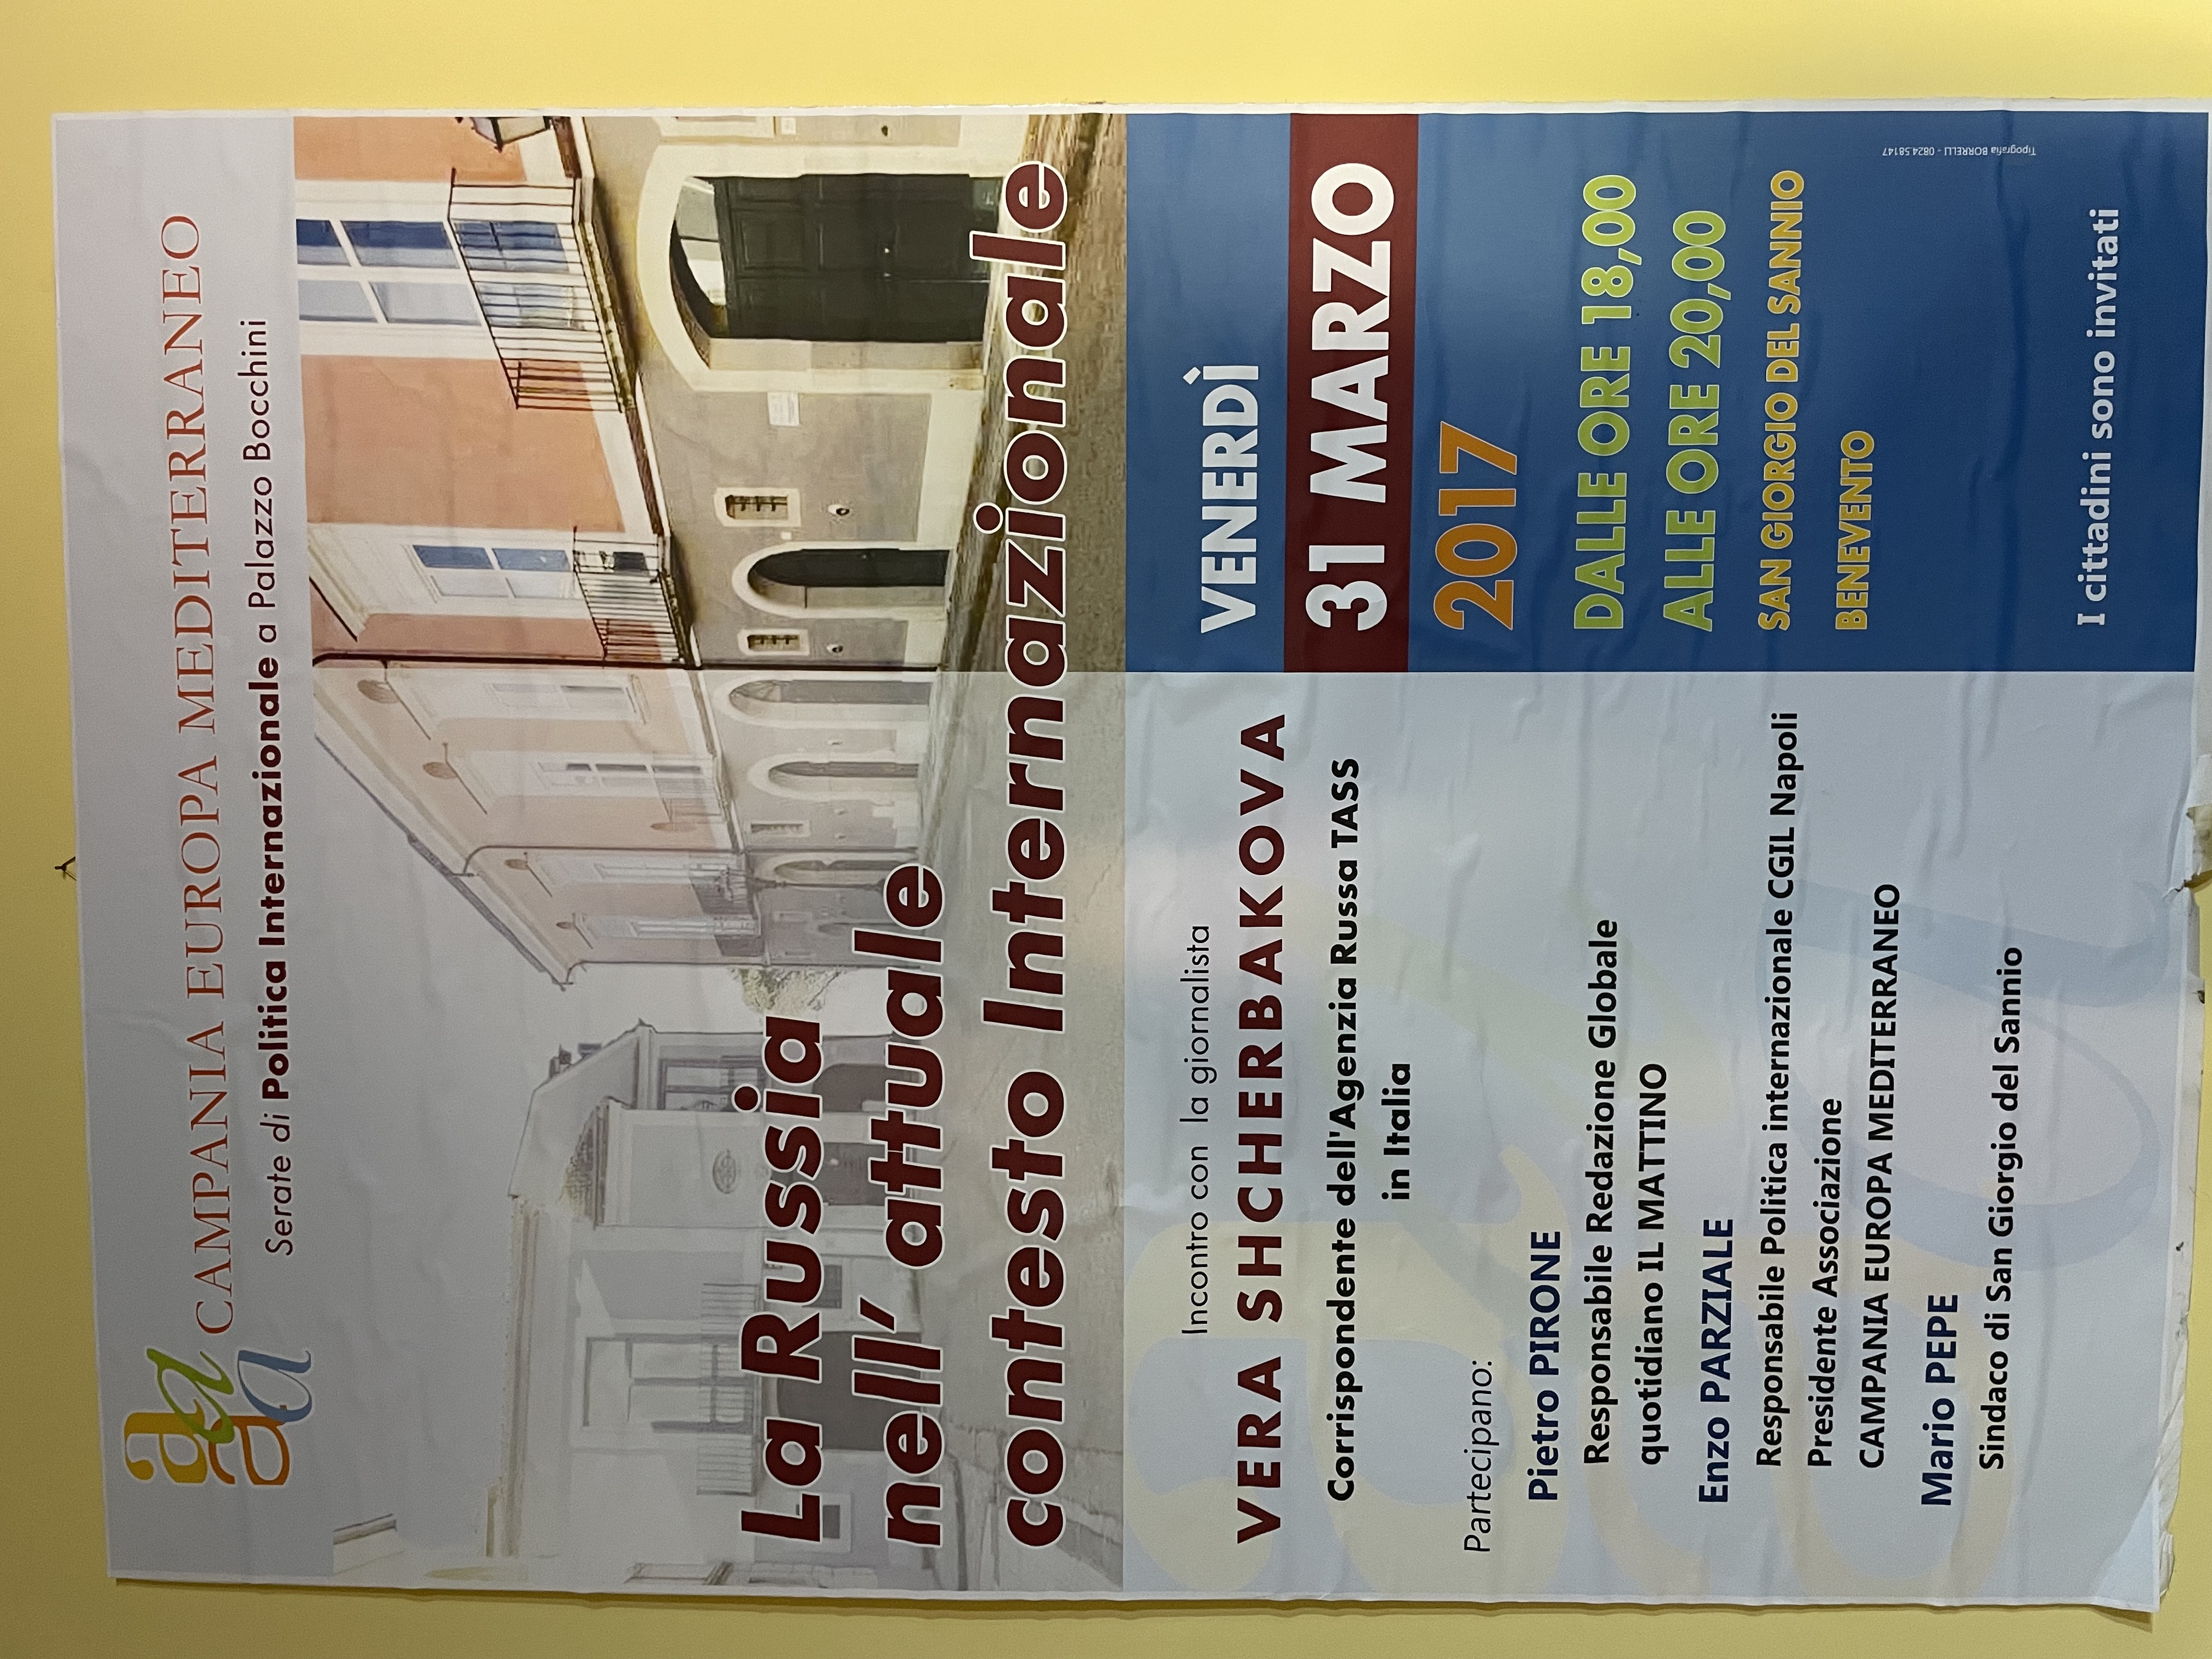 CAMPANIA EUROPA MEDITERRANEO
Serate di Politica Internazionale a Palazzo Bocchini
La Russia
nell' attuale
contesto Internazionale
Incontro con la giornalista
VERA SHCHERBAKOVA
Corrispondente dell'Agenzia Russa TASS
in Italia
Partecipano:
Pietro PIRONE
Responsabile Redazione Globale
quotidiano IL MATTINO
Enzo PARZIALE
Responsabile Politica internazionale CGIL Napoli
Presidente Associazione
CAMPANIA EUROPA MEDITERRANEO
Mario PEPE
Sindaco di San Giorgio del Sannio
VENERDÌ
31 MARZO
2017
DALLE ORE 18,00
ALLE ORE 20,00
SAN GIORGIO DEL SANNIO
BENEVENTO
Tipografia BORRELLI - 0824.58147
I cittadini sono invitati